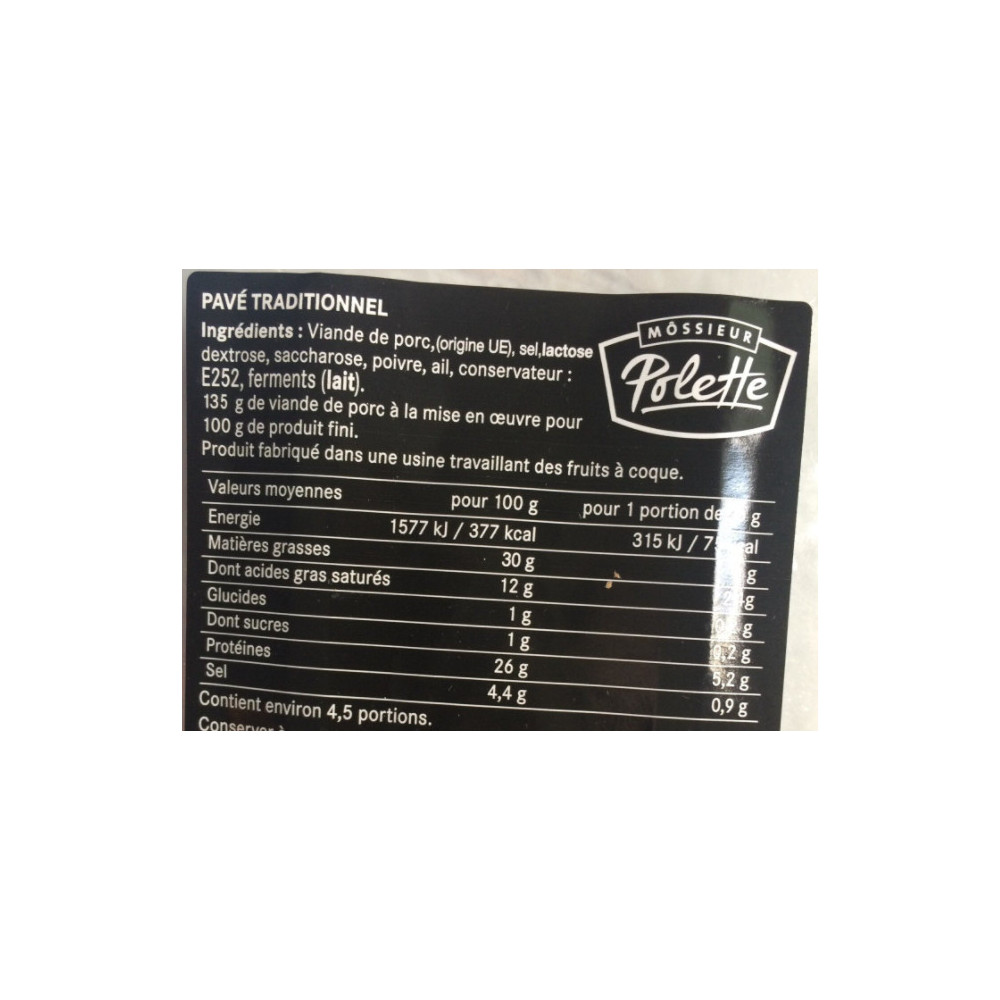 PAVÉ TRADITIONNEL
MÔSSIEUR
Polette
Ingrédients : Viande de porc,(origine UE), sel,lactose
dextrose, saccharose, poivre, ail, conservateur :
E252, ferments (lait).
135 g de viande de porc à la mise en œuvre pour
100 g de produit fini.
Produit fabriqué dans une usine travaillant des fruits à coque.
Valeurs moyennes pour 100 g pour 1 portion de g
Energie 1577 kJ / 377 kcal 315 kJ /
Matières grasses 30 g g
Dont acides gras saturés 12 g g
Glucides 1 g g
Dont sucres 1 g 0,2 g
Protéines 26 g 5,2 g
Sel 4,4 g 0,9 g
Contient environ 4,5 portions.